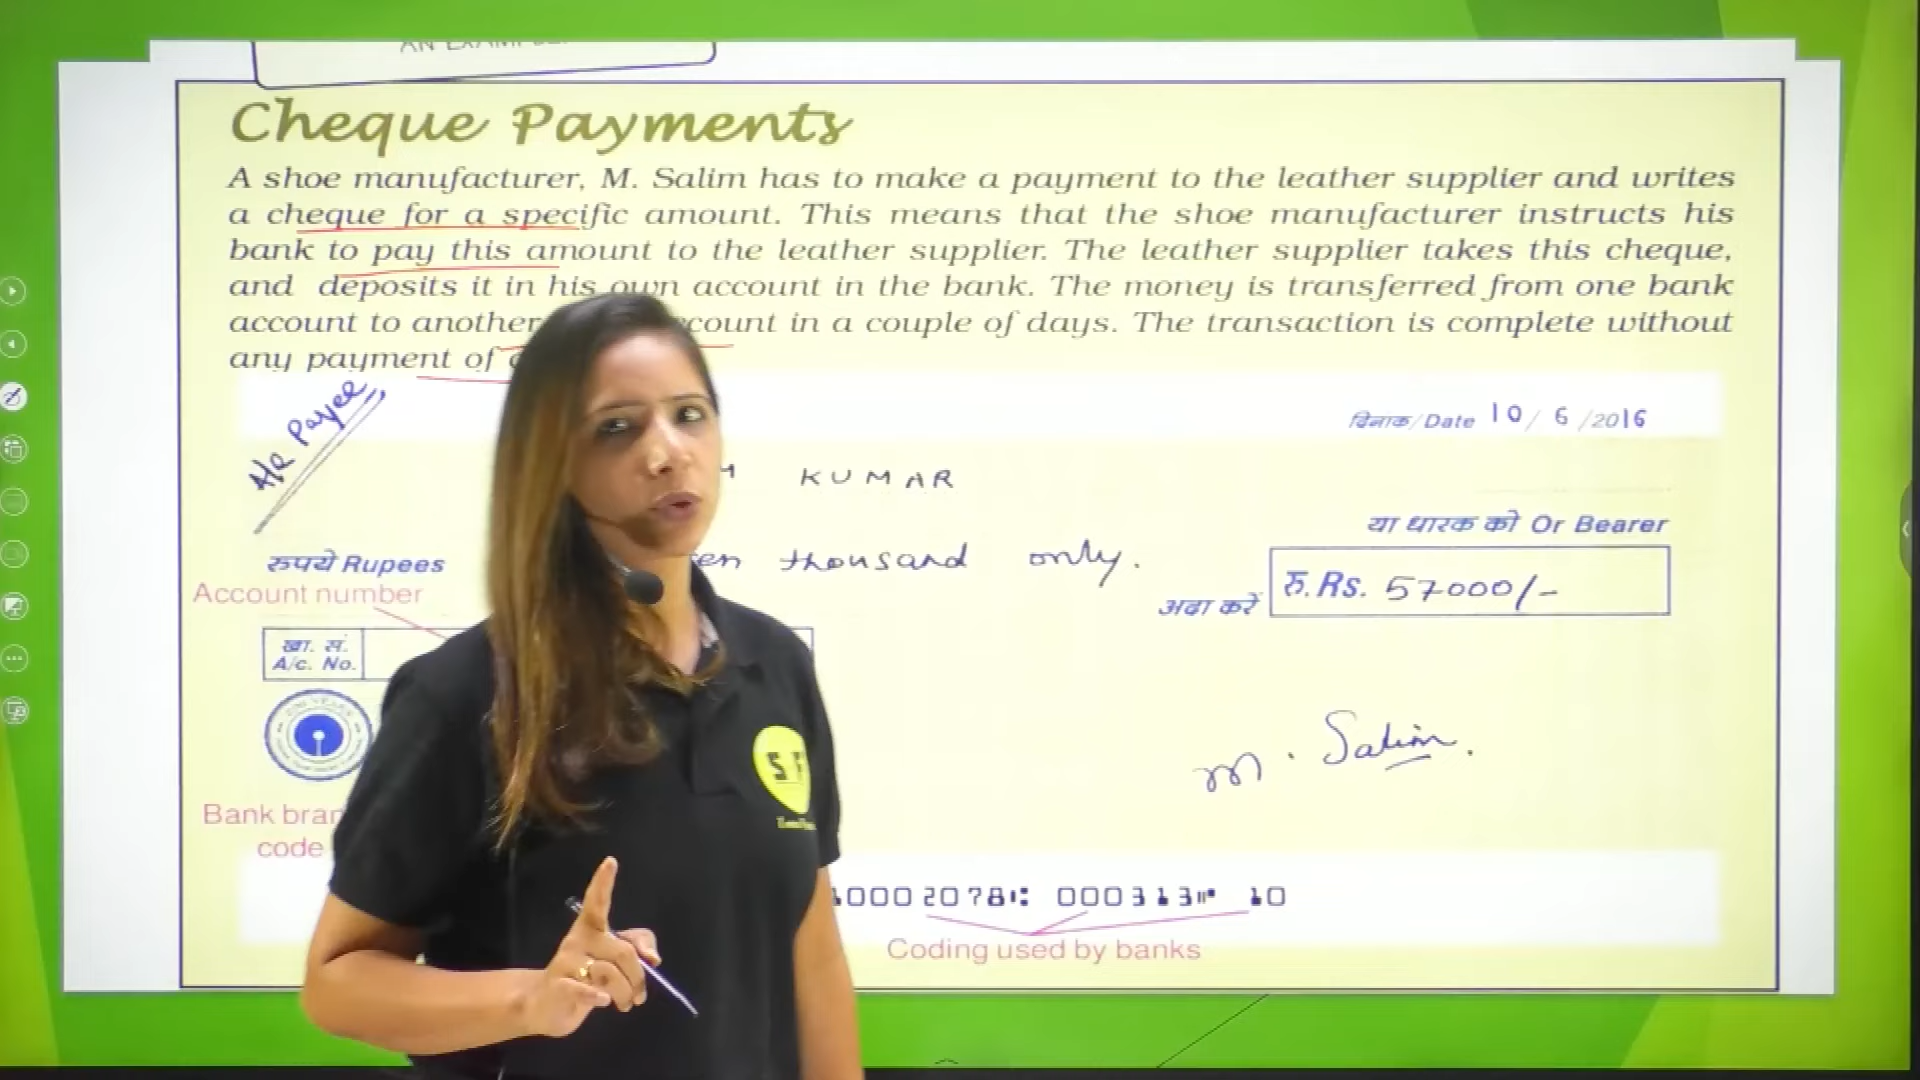 Cheque Payments
A shoe manufacturer, M. Salim has to make a payment to the leather supplier and writes
a cheque for a specific amount. This means that the shoe manufacturer instructs his
bank to pay this amount to the leather supplier. The leather supplier takes this cheque,
and deposits it in his own account in the bank. The money is transferred from one bank
account to another account in a couple of days. The transaction is complete without
any payment of
A/c Payee
दिनांक/Date 10/ 6 /2016
KUMAR
या धारक को Or Bearer
रुपये Rupees thousand only.
Account number
अदा करें रु.Rs. 57000/-
खा. सं.
A/c. No.
M. Salim.
Bank
code
10002078 000313 10
Coding used by banks